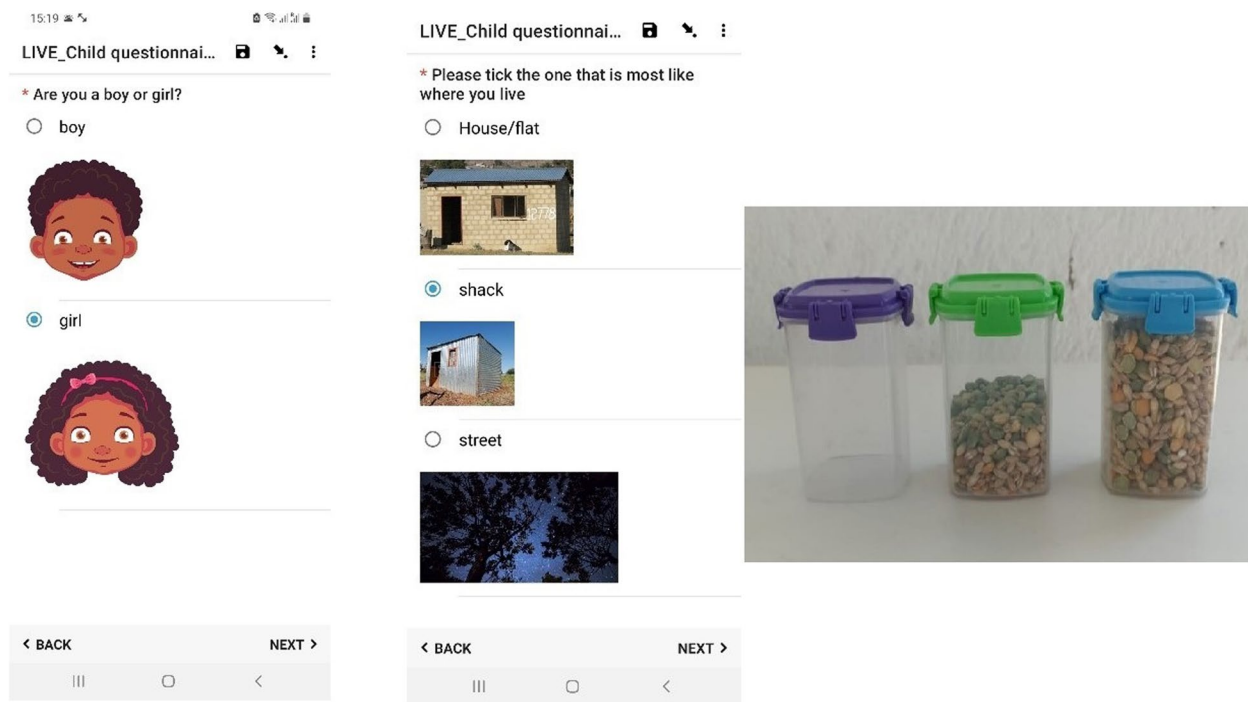 15:19
LIVE_Child questionnai...
* Are you a boy or girl?
boy
girl
BACK
NEXT
LIVE_Child questionnai...
* Please tick the one that is most like
where you live
House/flat
12778
shack
street
BACK
NEXT